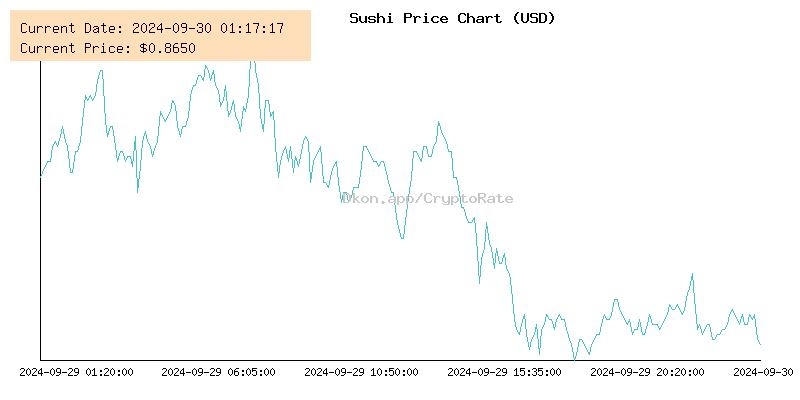 Sushi Price Chart (USD)
Current Date: 2024-09-30 01:17:17
Current Price: $0.8650
Dkon.app/CryptoRate
2024-09-29 01:20:00 2024-09-29 06:05:00 2024-09-29 10:50:00 2024-09-29 15:35:00 2024-09-29 20:20:00 2024-09-30